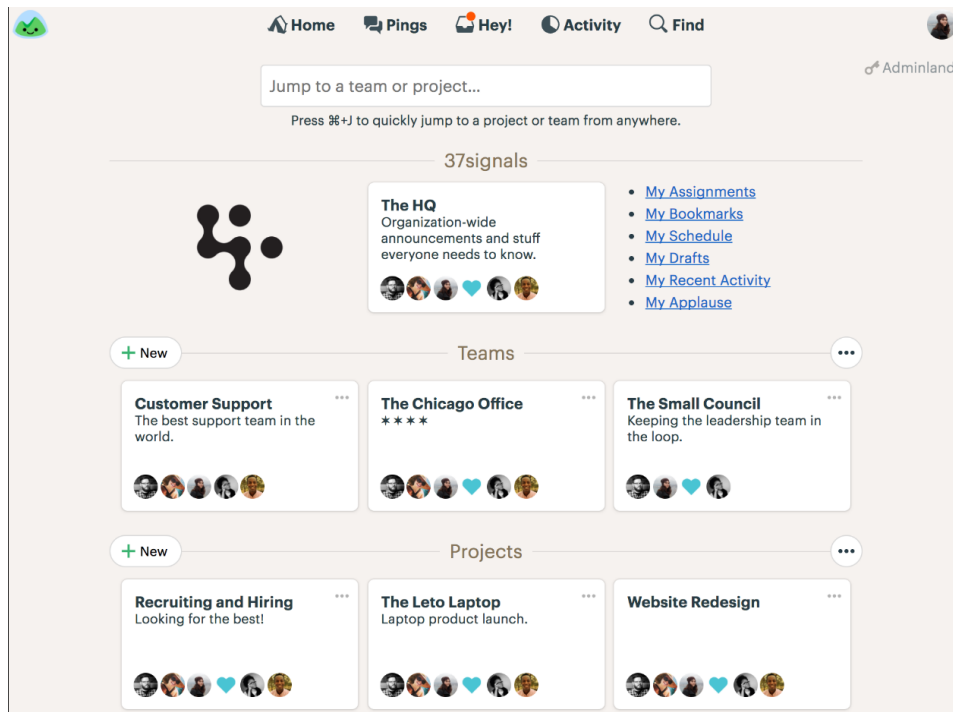 Home Pings Hey! Activity Find
Adminland
Jump to a team or project...
Press ⌘+J to quickly jump to a project or team from anywhere.
37signals
The HQ
Organization-wide
announcements and stuff
everyone needs to know.
My Assignments
My Bookmarks
My Schedule
My Drafts
My Recent Activity
My Applause
+ New
Teams
Customer Support
The best support team in the
world.
The Chicago Office
✶✶✶✶
The Small Council
Keeping the leadership team in
the loop.
+ New
Projects
Recruiting and Hiring
Looking for the best!
The Leto Laptop
Laptop product launch.
Website Redesign